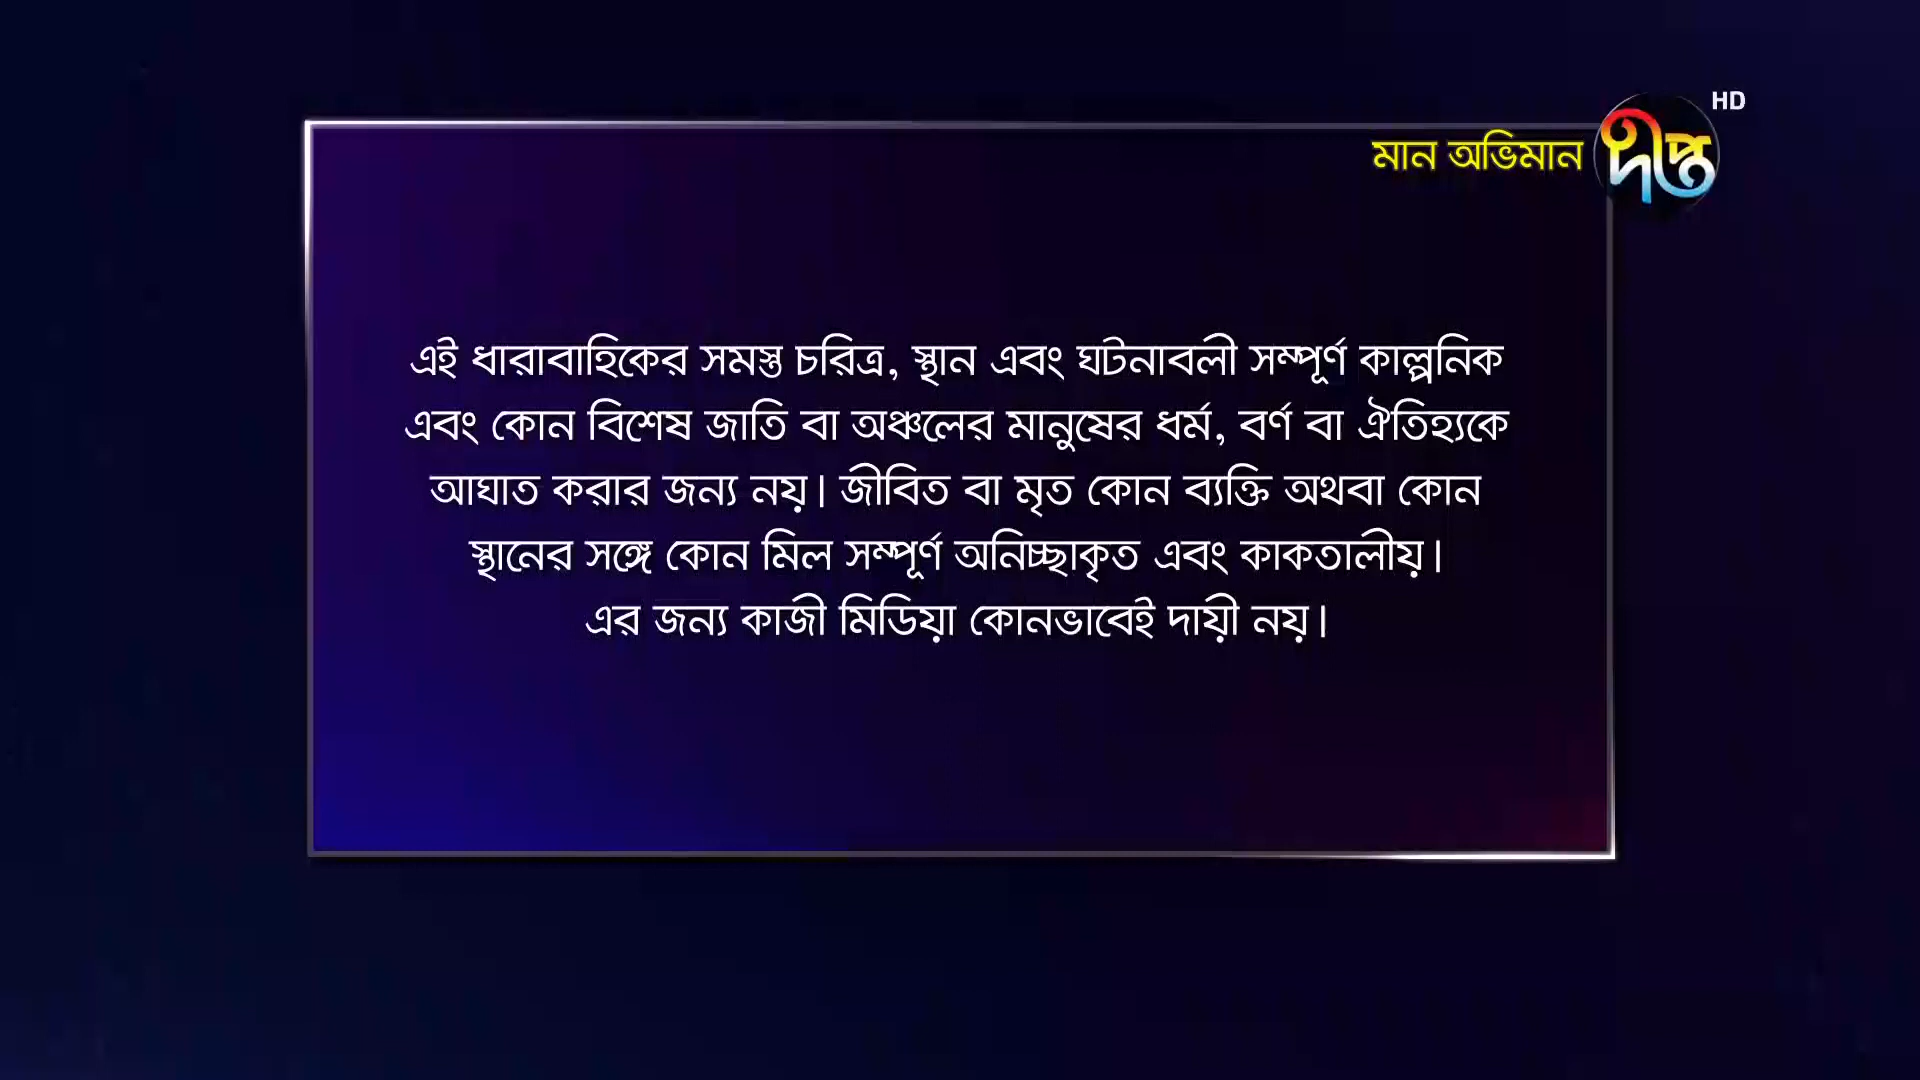 HD
মান অভিমান
দীপ্ত
এই ধারাবাহিকের সমস্ত চরিত্র, স্থান এবং ঘটনাবলী সম্পূর্ণ কাল্পনিক
এবং কোন বিশেষ জাতি বা অঞ্চলের মানুষের ধর্ম, বর্ণ বা ঐতিহ্যকে
আঘাত করার জন্য নয়। জীবিত বা মৃত কোন ব্যক্তি অথবা কোন
স্থানের সঙ্গে কোন মিল সম্পূর্ণ অনিচ্ছাকৃত এবং কাকতালীয়।
এর জন্য কাজী মিডিয়া কোনভাবেই দায়ী নয়।